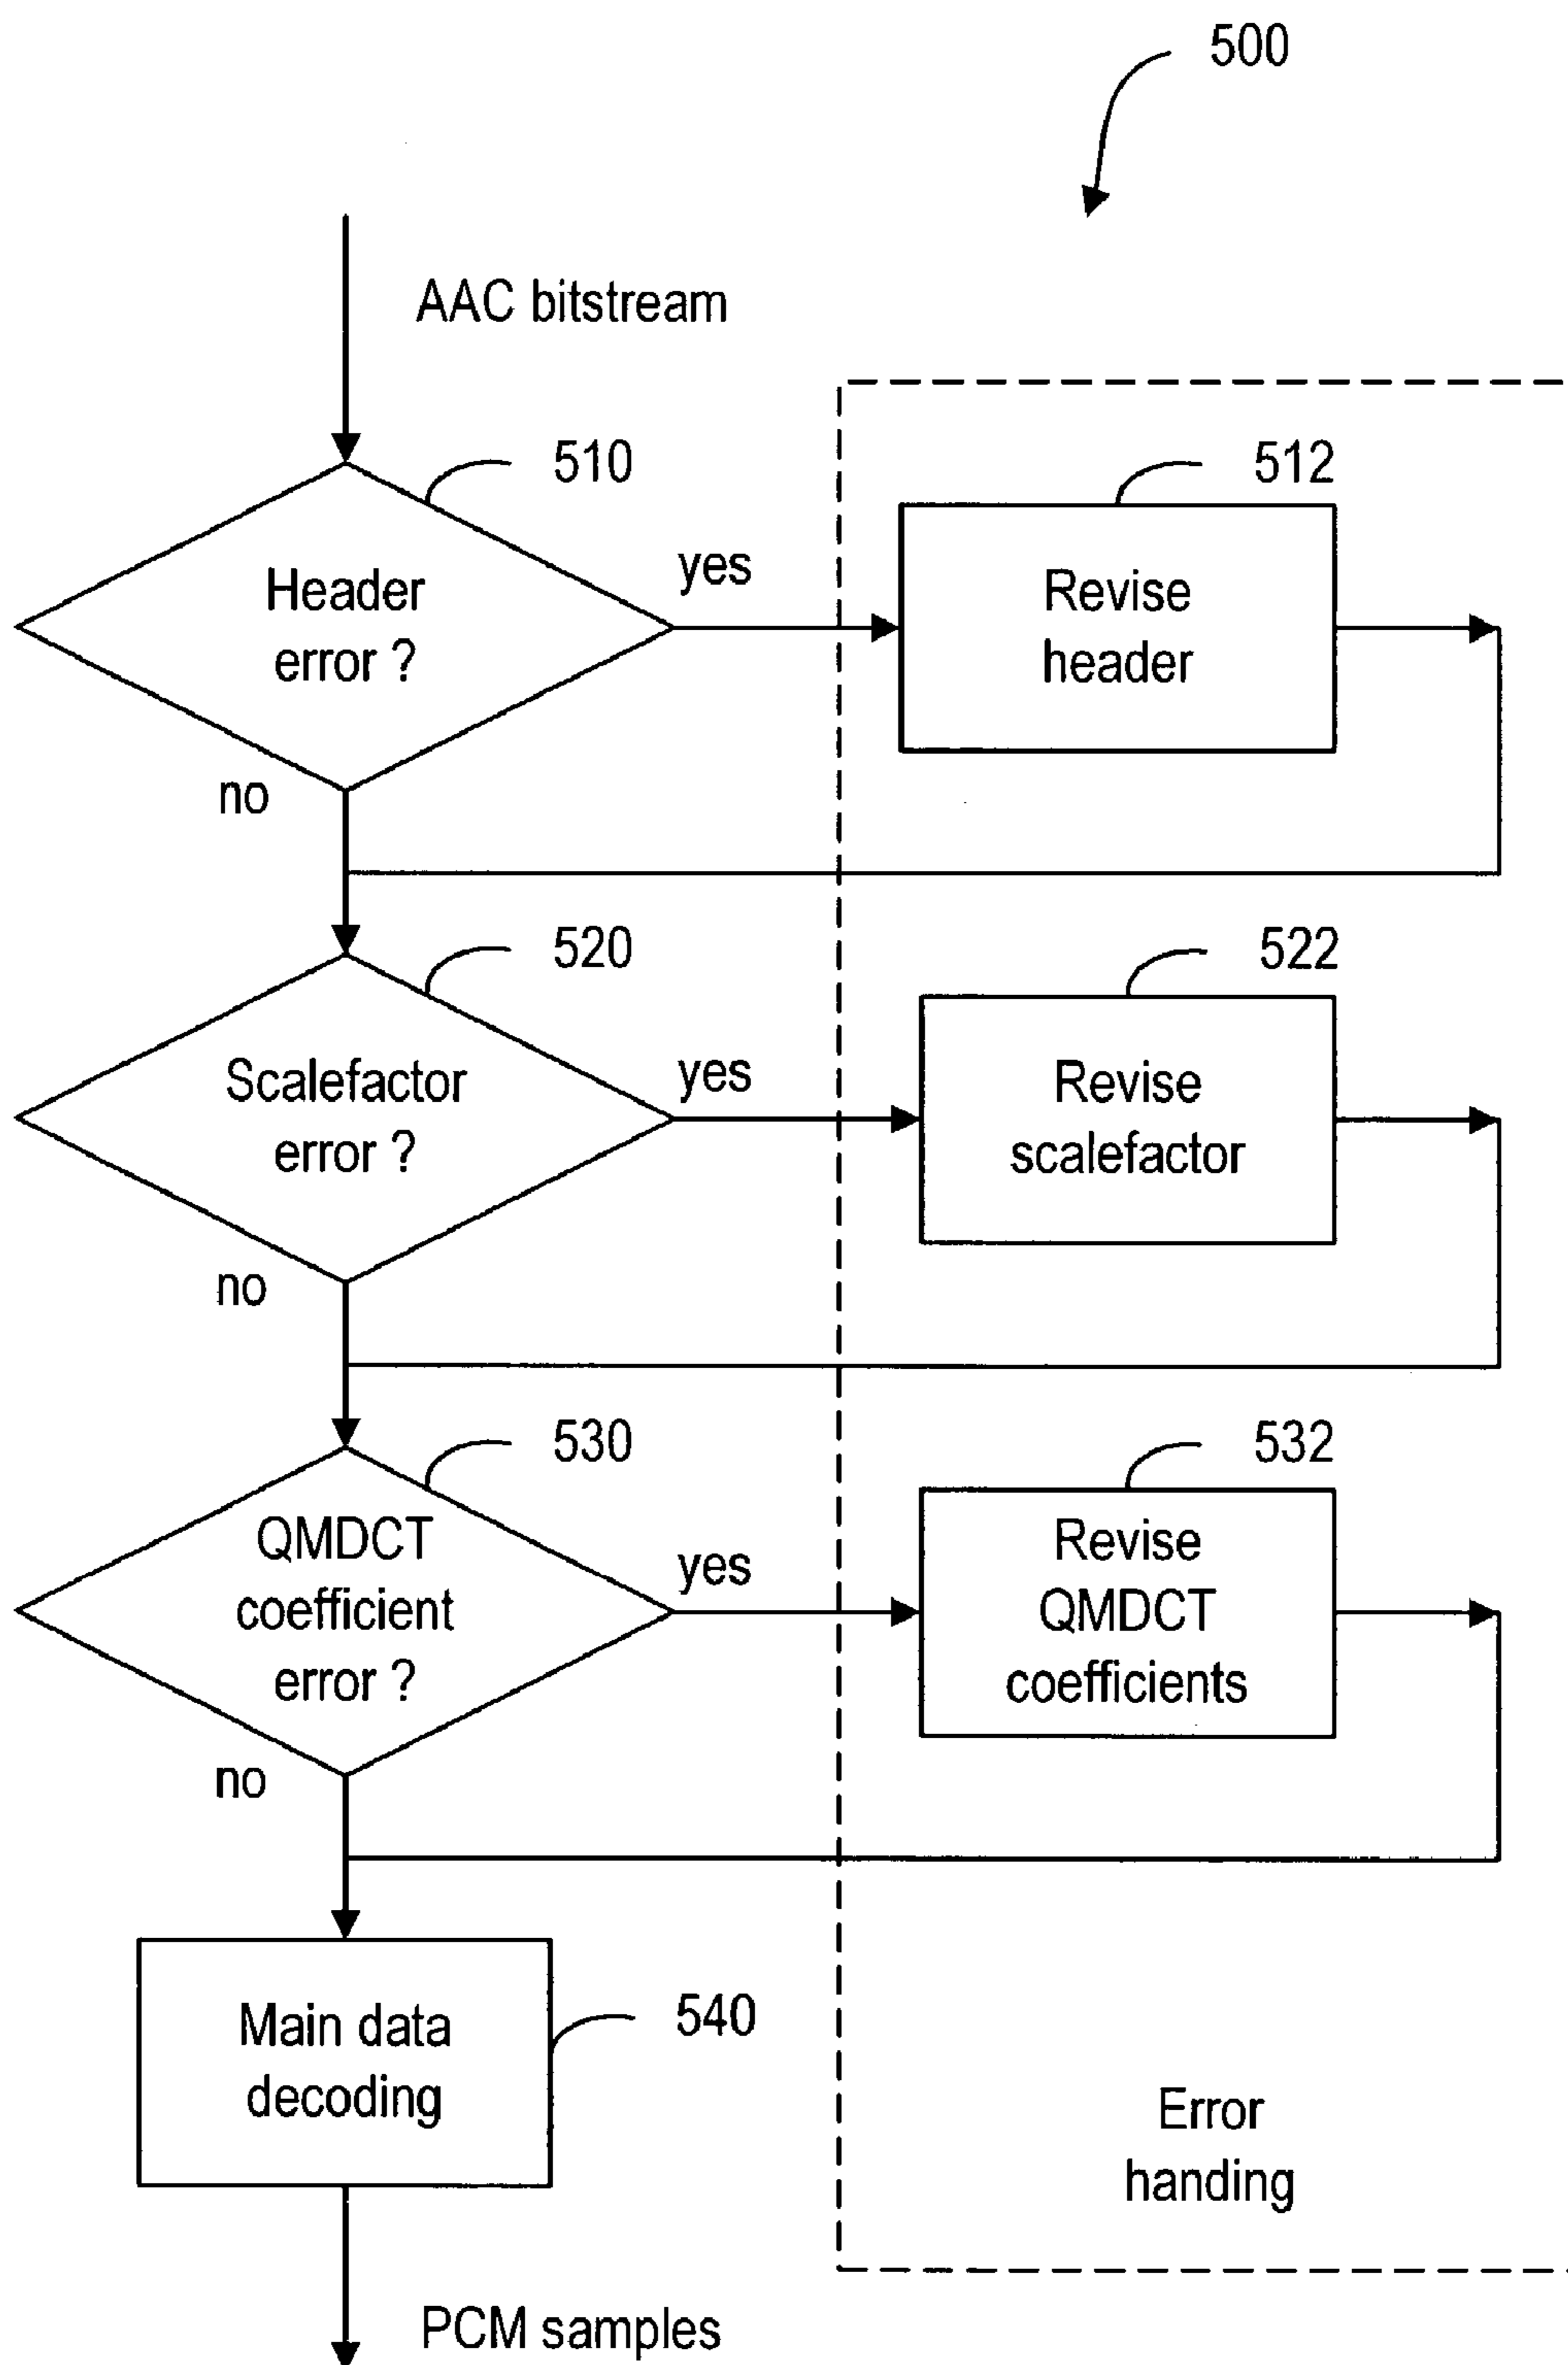 500
AAC bitstream
510
512
Header
error ?
yes
Revise
header
no
520
522
Scalefactor
error ?
yes
Revise
scalefactor
no
530
532
QMDCT
coefficient
error ?
yes
Revise
QMDCT
coefficients
no
Main data
decoding
540
Error
handing
PCM samples